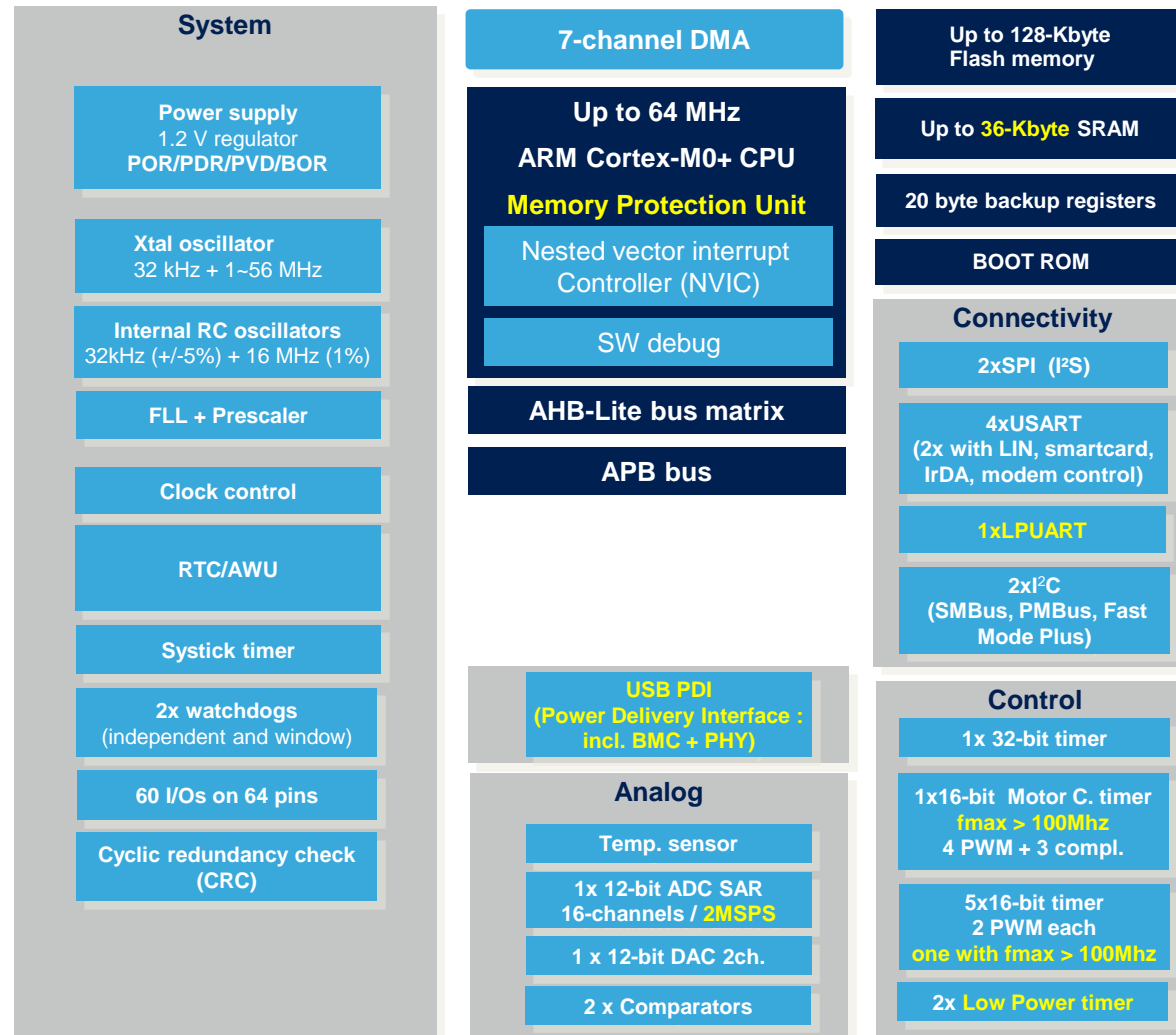 System
Power supply
1.2 V regulator
POR/PDR/PVD/BOR
Xtal oscillator
32 kHz + 1~56 MHz
Internal RC oscillators
32kHz (+/-5%) + 16 MHz (1%)
FLL + Prescaler
Clock control
RTC/AWU
Systick timer
2x watchdogs
(independent and window)
60 I/Os on 64 pins
Cyclic redundancy check
(CRC)
7-channel DMA
Up to 64 MHz
ARM Cortex-M0+ CPU
Memory Protection Unit
Nested vector interrupt
Controller (NVIC)
SW debug
AHB-Lite bus matrix
APB bus
USB PDI
(Power Delivery Interface :
incl. BMC + PHY)
Analog
Temp. sensor
1x 12-bit ADC SAR
16-channels / 2MSPS
1 x 12-bit DAC 2ch.
2 x Comparators
Up to 128-Kbyte
Flash memory
Up to 36-Kbyte SRAM
20 byte backup registers
BOOT ROM
Connectivity
2xSPI (I²S)
4xUSART
(2x with LIN, smartcard,
IrDA, modem control)
1xLPUART
2xI²C
(SMBus, PMBus, Fast
Mode Plus)
Control
1x 32-bit timer
1x16-bit Motor C. timer
fmax > 100Mhz
4 PWM + 3 compl.
5x16-bit timer
2 PWM each
one with fmax > 100Mhz
2x Low Power timer